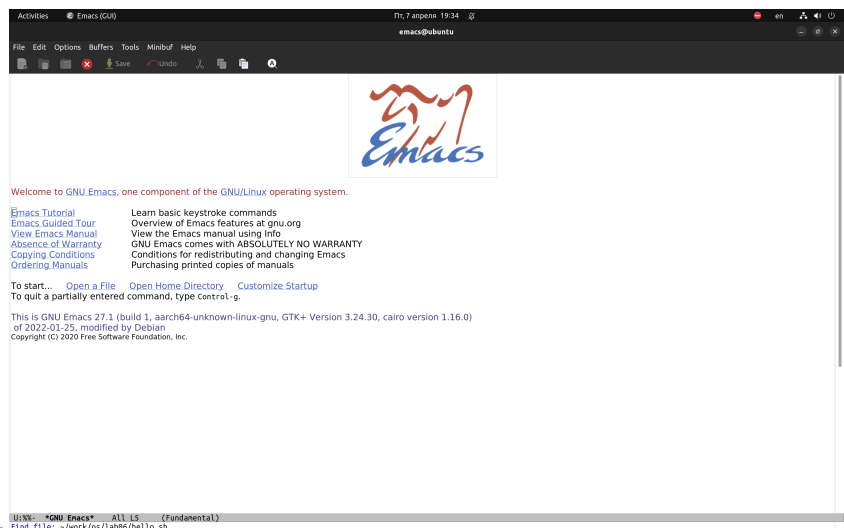 Activities Emacs (GUI) Пт, 7 апреля 19:34 en
emacs@ubuntu
File Edit Options Buffers Tools Minibuf Help
Save Undo
Emacs
Welcome to GNU Emacs, one component of the GNU/Linux operating system.
Emacs Tutorial Learn basic keystroke commands
Emacs Guided Tour Overview of Emacs features at gnu.org
View Emacs Manual View the Emacs manual using Info
Absence of Warranty GNU Emacs comes with ABSOLUTELY NO WARRANTY
Copying Conditions Conditions for redistributing and changing Emacs
Ordering Manuals Purchasing printed copies of manuals
To start... Open a File Open Home Directory Customize Startup
To quit a partially entered command, type Control-g.
This is GNU Emacs 27.1 (build 1, aarch64-unknown-linux-gnu, GTK+ Version 3.24.30, cairo version 1.16.0)
of 2022-01-25, modified by Debian
Copyright (C) 2020 Free Software Foundation, Inc.
U:%%- *GNU Emacs* All L5 (Fundamental)
Find file: ~/work/os/lab06/hello.sh